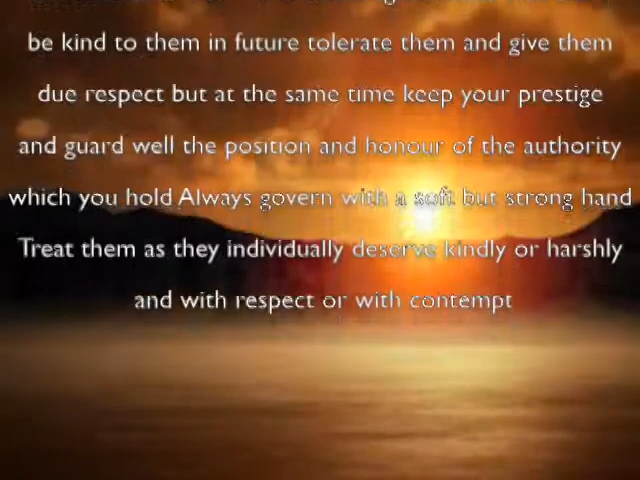 be kind to them in future tolerate them and give them
due respect but at the same time keep your prestige
and guard well the position and honour of the authority
which you hold Always govern with a soft but strong hand
Treat them as they individually deserve kindly or harshly
and with respect or with contempt